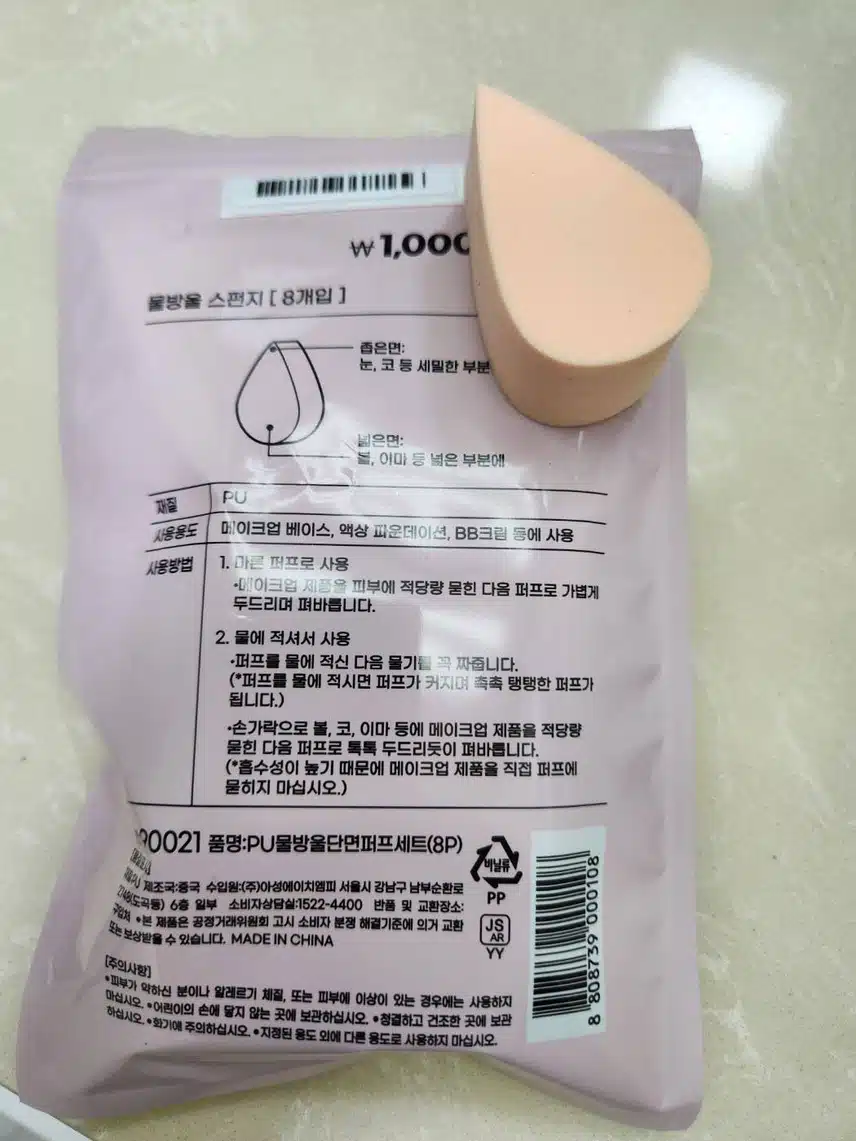 ₩1,000
물방울 스펀지 [ 8개입 ]
좁은면:
눈, 코 등 세밀한 부분
넓은면:
볼, 이마 등 넓은 부분에
재질 PU
사용용도 메이크업 베이스, 액상 파운데이션, BB크림 등에 사용
사용방법 1. 마른 퍼프로 사용
•메이크업 제품을 피부에 적당량 묻힌 다음 퍼프로 가볍게
두드리며 펴바릅니다.
2. 물에 적셔서 사용
•퍼프를 물에 적신 다음 물기를 꼭 짜줍니다.
(*퍼프를 물에 적시면 퍼프가 커지며 촉촉 탱탱한 퍼프가
됩니다.)
•손가락으로 볼, 코, 이마 등에 메이크업 제품을 적당량
묻힌 다음 퍼프로 톡톡 두드리듯이 펴바릅니다.
(*흡수성이 높기 때문에 메이크업 제품을 직접 퍼프에
묻히지 마십시오.)
90021 품명:PU물방울단면퍼프세트(8P)
제조국:중국 수입원:(주)아성에이치엠피 서울시 강남구 남부순환로
2748(도곡동) 6층 일부 소비자상담실:1522-4400 반품 및 교환장소:
구입처 •본 제품은 공정거래위원회 고시 소비자 분쟁 해결기준에 의거 교환
또는 보상받을 수 있습니다. MADE IN CHINA
비닐류
PP
JS
AR
YY
[주의사항]
•피부가 약하신 분이나 알레르기 체질, 또는 피부에 이상이 있는 경우에는 사용하지
마십시오. •어린이의 손에 닿지 않는 곳에 보관하십시오. •청결하고 건조한 곳에 보관
하십시오. •화기에 주의하십시오. •지정된 용도 외에 다른 용도로 사용하지 마십시오.
8 808739 000108